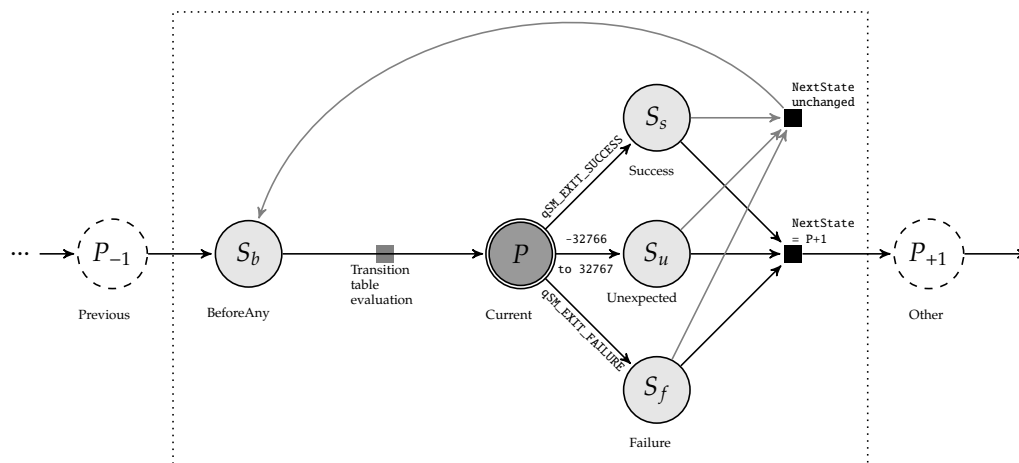 NextState
unchanged
S_s
qSM_EXIT_SUCCESS
Success
...
P_{-1}
Previous
S_b
BeforeAny
Transition
table
evaluation
P
Current
-32766
to 32767
S_u
Unexpected
NextState
= P+1
P_{+1}
Other
qSM_EXIT_FAILURE
S_f
Failure